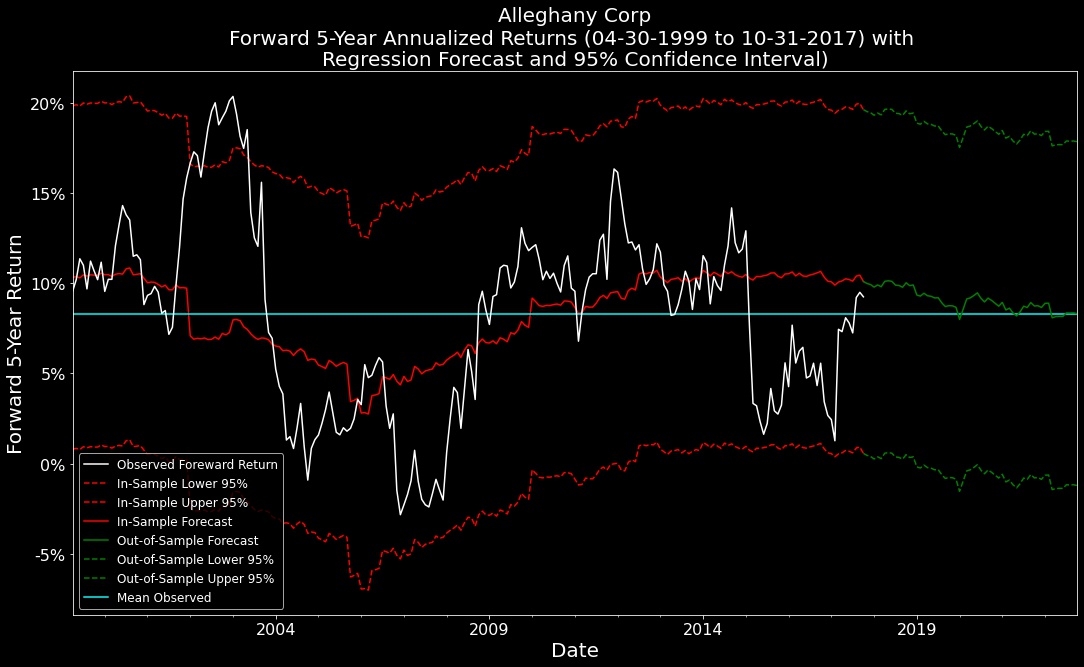 Alleghany Corp
Forward 5-Year Annualized Returns (04-30-1999 to 10-31-2017) with
Regression Forecast and 95% Confidence Interval)
Forward 5-Year Return
20%
15%
10%
5%
0%
-5%
Observed Foreward Return
In-Sample Lower 95%
In-Sample Upper 95%
In-Sample Forecast
Out-of-Sample Forecast
Out-of-Sample Lower 95%
Out-of-Sample Upper 95%
Mean Observed
2004
2009
2014
2019
Date